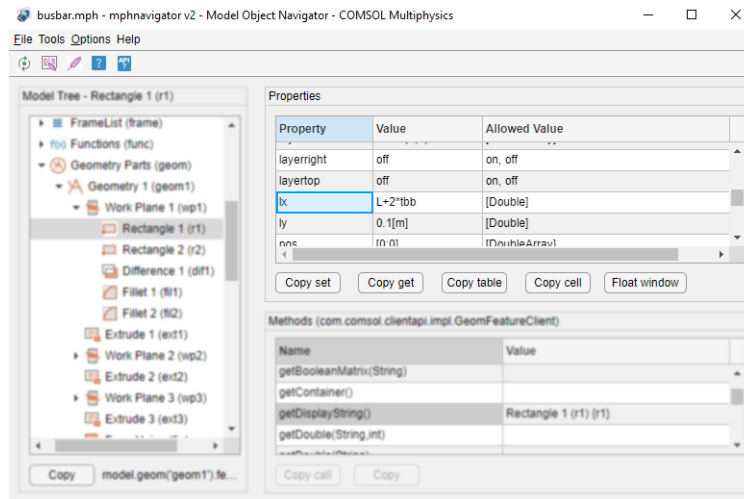 busbar.mph - mphnavigator v2 - Model Object Navigator - COMSOL Multiphysics
File Tools Options Help
? API ?
Model Tree - Rectangle 1 (r1)
FrameList (frame)
f(x) Functions (func)
Geometry Parts (geom)
Geometry 1 (geom1)
Work Plane 1 (wp1)
Rectangle 1 (r1)
Rectangle 2 (r2)
Difference 1 (dif1)
Fillet 1 (fil1)
Fillet 2 (fil2)
Extrude 1 (ext1)
Work Plane 2 (wp2)
Extrude 2 (ext2)
Work Plane 3 (wp3)
Extrude 3 (ext3)
Copy model.geom('geom1').fe...
Properties
Property Value Allowed Value
layerright off on, off
layertop off on, off
lx L+2*tbb [Double]
ly 0.1[m] [Double]
pos [0;0] [DoubleArray]
Copy set Copy get Copy table Copy cell Float window
Methods (com.comsol.clientapi.impl.GeomFeatureClient)
Name Value
getBooleanMatrix(String)
getContainer()
getDisplayString() Rectangle 1 (r1) {r1}
getDouble(String,int)
getDouble(String)
Copy call Copy